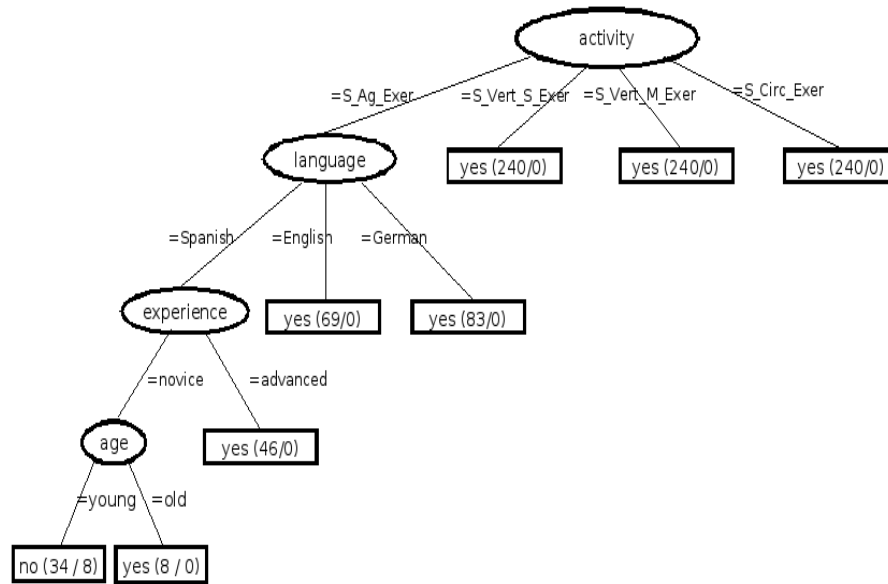 activity
=S_Ag_Exer
=S_Vert_S_Exer
=S_Vert_M_Exer
=S_Circ_Exer
language
yes (240/0)
yes (240/0)
yes (240/0)
=Spanish
=English
=German
experience
yes (69/0)
yes (83/0)
=novice
=advanced
age
yes (46/0)
=young
=old
no (34 / 8)
yes (8 / 0)